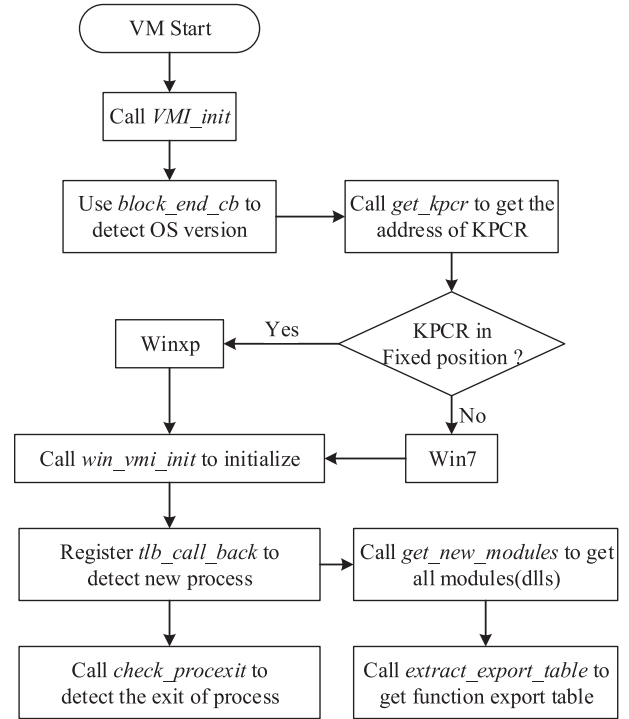 VM Start
Call VMI_init
Use block_end_cb to
detect OS version
Call get_kpcr to get the
address of KPCR
KPCR in
Fixed position ?
Yes
Winxp
No
Win7
Call win_vmi_init to initialize
Register tlb_call_back to
detect new process
Call get_new_modules to get
all modules(dlls)
Call check_procexit to
detect the exit of process
Call extract_export_table to
get function export table